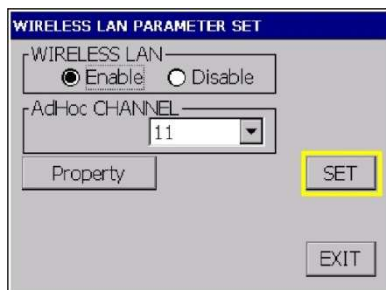 WIRELESS LAN PARAMETER SET
WIRELESS LAN
Enable Disable
AdHoc CHANNEL
11
Property SET
EXIT